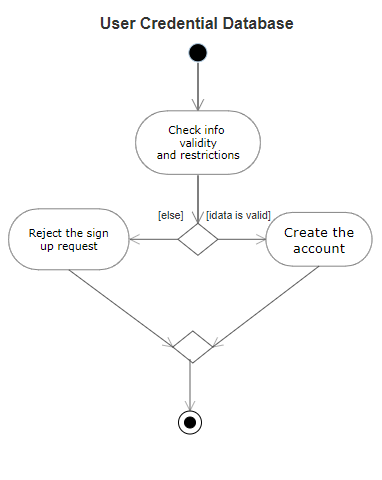 User Credential Database
Check info
validity
and restrictions
[else]
[idata is valid]
Reject the sign
up request
Create the
account